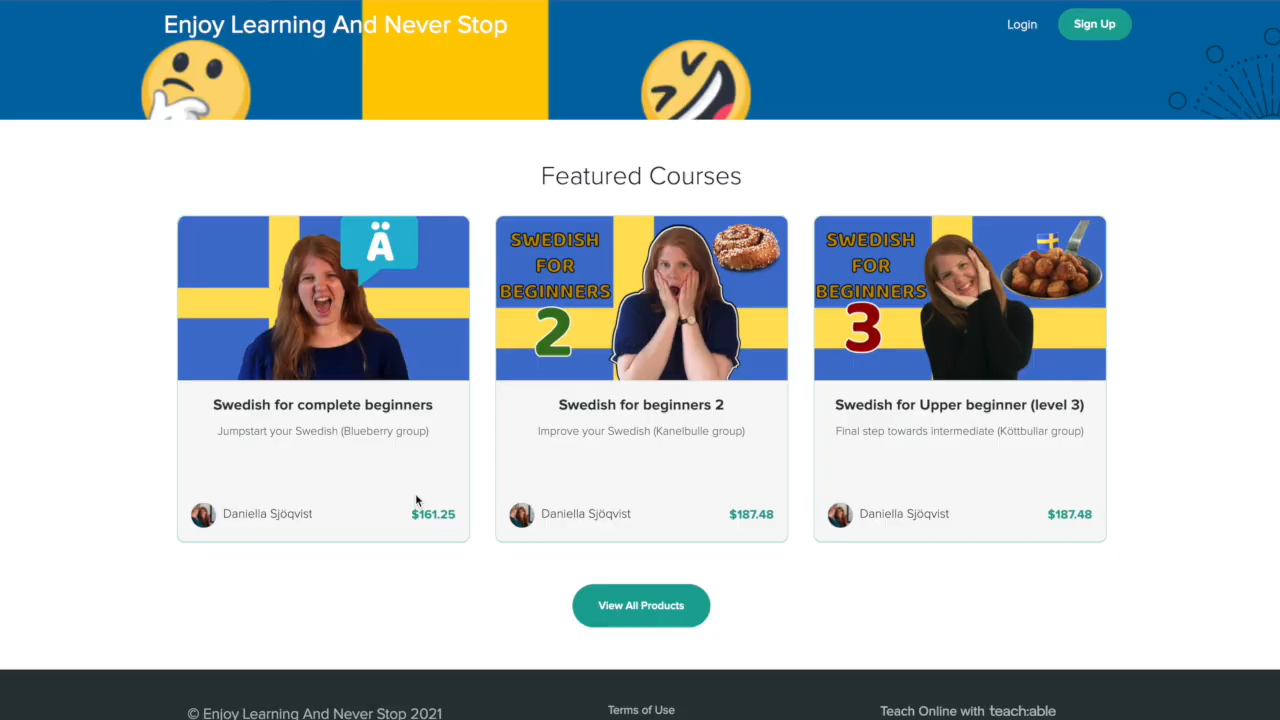 Enjoy Learning And Never Stop
Login
Sign Up
Featured Courses
Ä
Swedish for complete beginners
Jumpstart your Swedish (Blueberry group)
Daniella Sjöqvist
$161.25
SWEDISH
FOR
BEGINNERS
2
Swedish for beginners 2
Improve your Swedish (Kanelbulle group)
Daniella Sjöqvist
$187.48
SWEDISH
FOR
BEGINNERS
3
Swedish for Upper beginner (level 3)
Final step towards intermediate (Köttbullar group)
Daniella Sjöqvist
$187.48
View All Products
© Enjoy Learning And Never Stop 2021
Terms of Use
Teach Online with teach:able